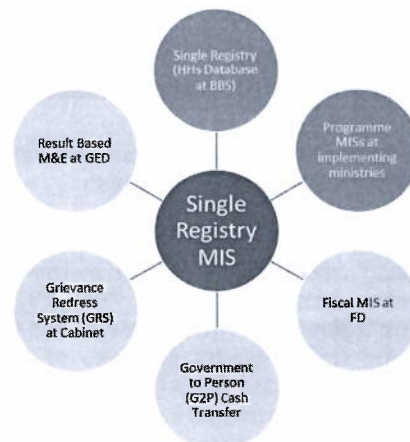 Single Registry
(HHs Database
at BBS)
Result Based
M&E at GED
Programme
MISs at
implementing
ministries
Single
Registry
MIS
Grievance
Redress
System (GRS)
at Cabinet
Fiscal MIS at
FD
Government
to Person
(G2P) Cash
Transfer